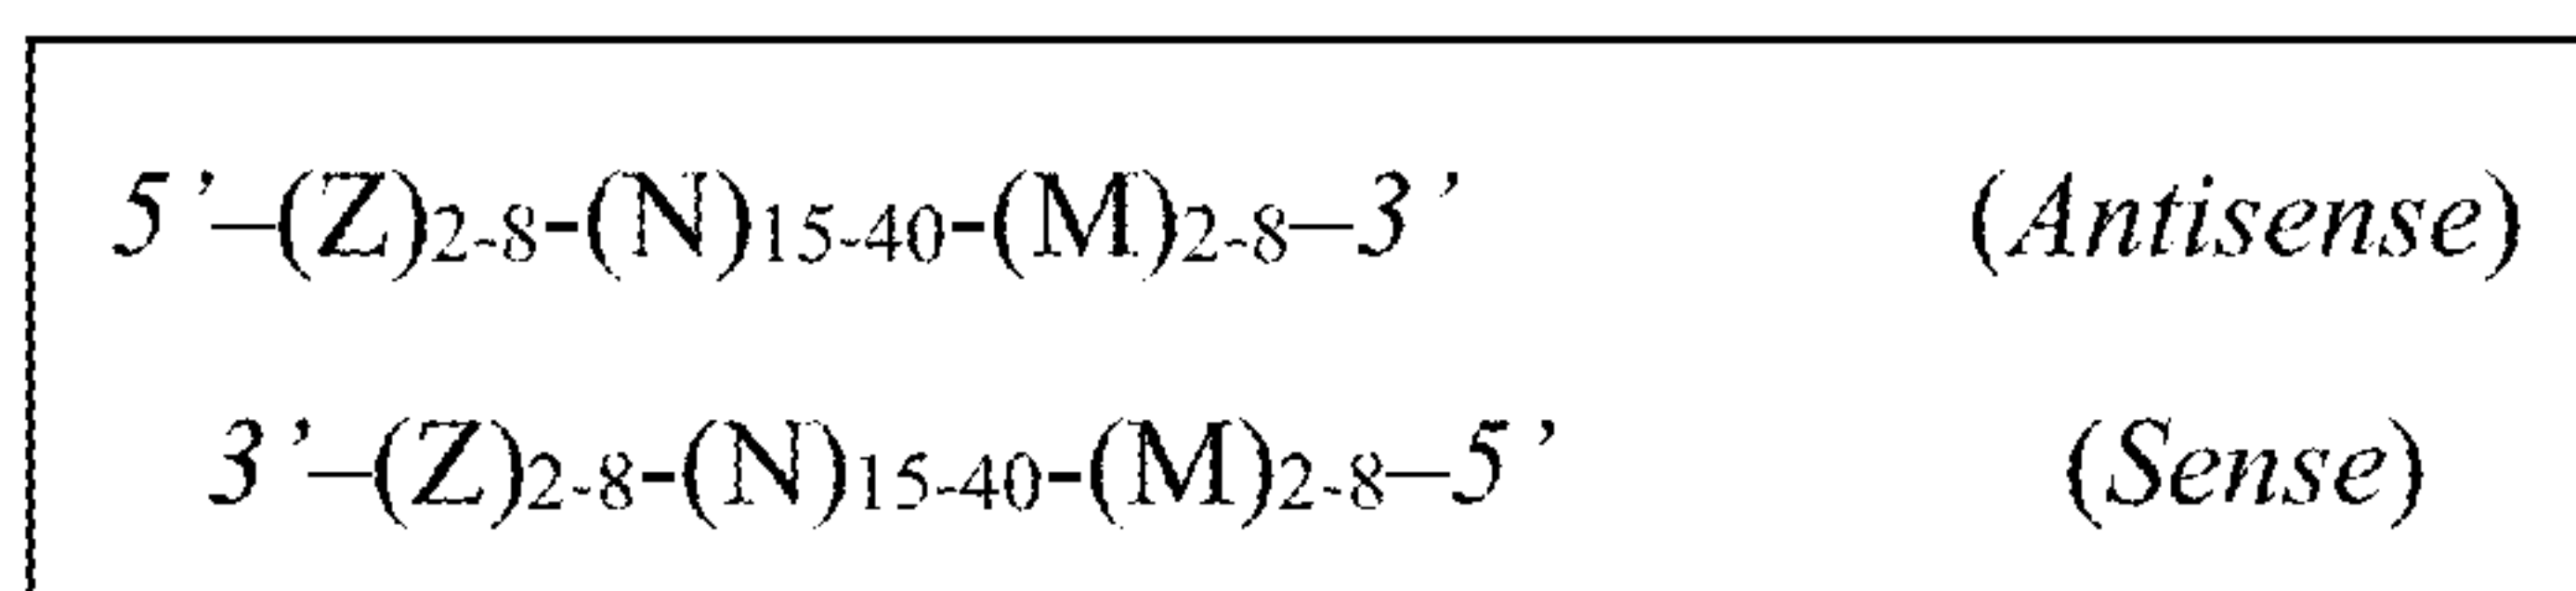 5’–(Z)2-8-(N)15-40-(M)2-8–3’ (Antisense)
3’–(Z)2-8-(N)15-40-(M)2-8–5’ (Sense)